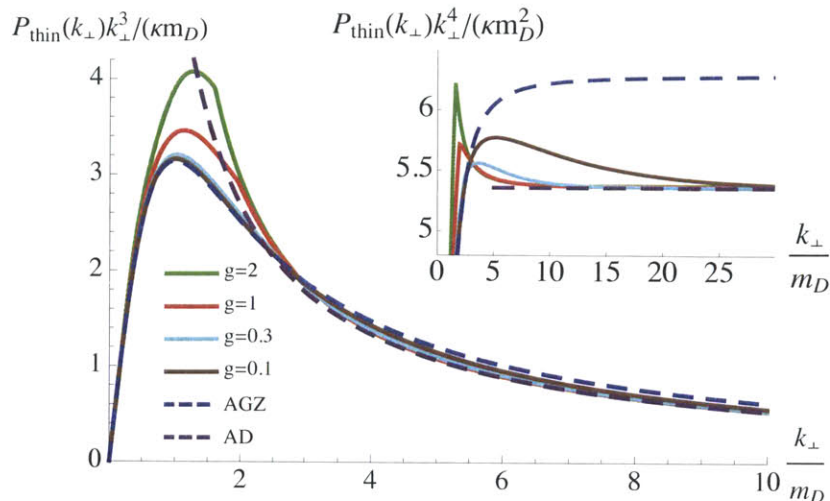 P_thin(k_⊥)k_⊥^3/(κm_D)
4
3
2
1
0
g=2
g=1
g=0.3
g=0.1
AGZ
AD
2
4
6
8
10
k_⊥
m_D
P_thin(k_⊥)k_⊥^4/(κm_D^2)
6
5.5
5
0
5
10
15
20
25
k_⊥
m_D